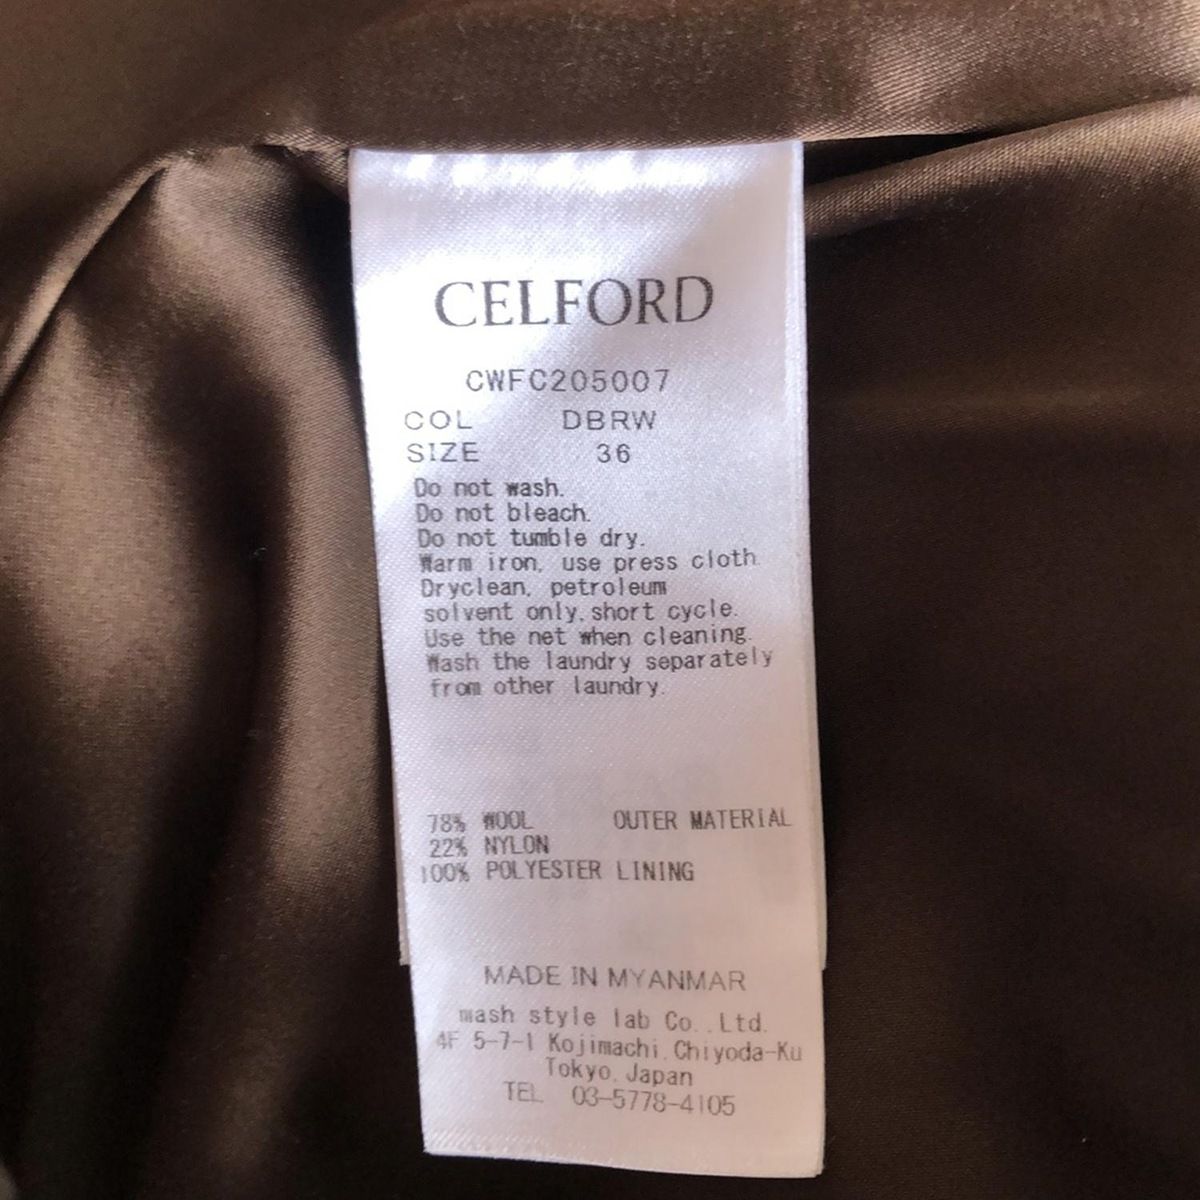 CELFORD
CWFC205007
COL DBRW
SIZE 36
Do not wash.
Do not bleach.
Do not tumble dry.
Warm iron, use press cloth.
Dryclean, petroleum
solvent only, short cycle.
Use the net when cleaning.
Wash the laundry separately
from other laundry.
78% WOOL OUTER MATERIAL
22% NYLON
100% POLYESTER LINING
MADE IN MYANMAR
mash style lab Co., Ltd.
4F 5-7-1 Kojimachi, Chiyoda-Ku
Tokyo, Japan
TEL 03-5778-4105